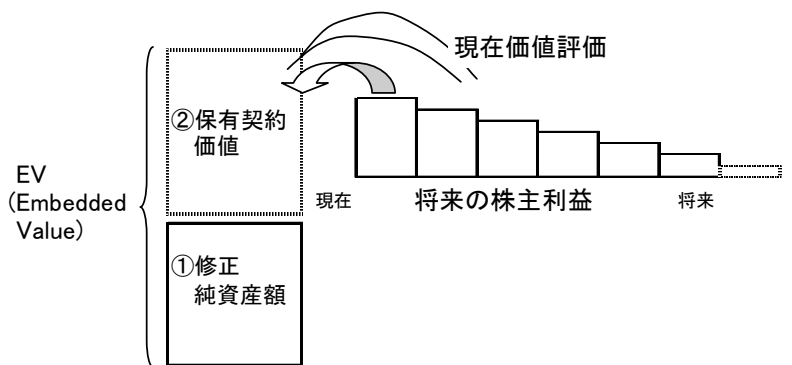 現在価値評価
②保有契約
価値
EV
(Embedded
Value)
現在
将来の株主利益
将来
①修正
純資産額